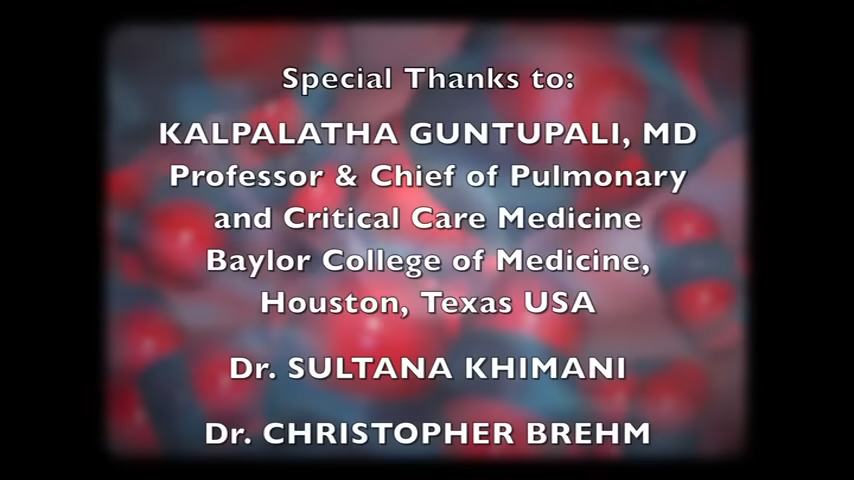 Special Thanks to:
KALPALATHA GUNTUPALI, MD
Professor & Chief of Pulmonary
and Critical Care Medicine
Baylor College of Medicine,
Houston, Texas USA
Dr. SULTANA KHIMANI
Dr. CHRISTOPHER BREHM